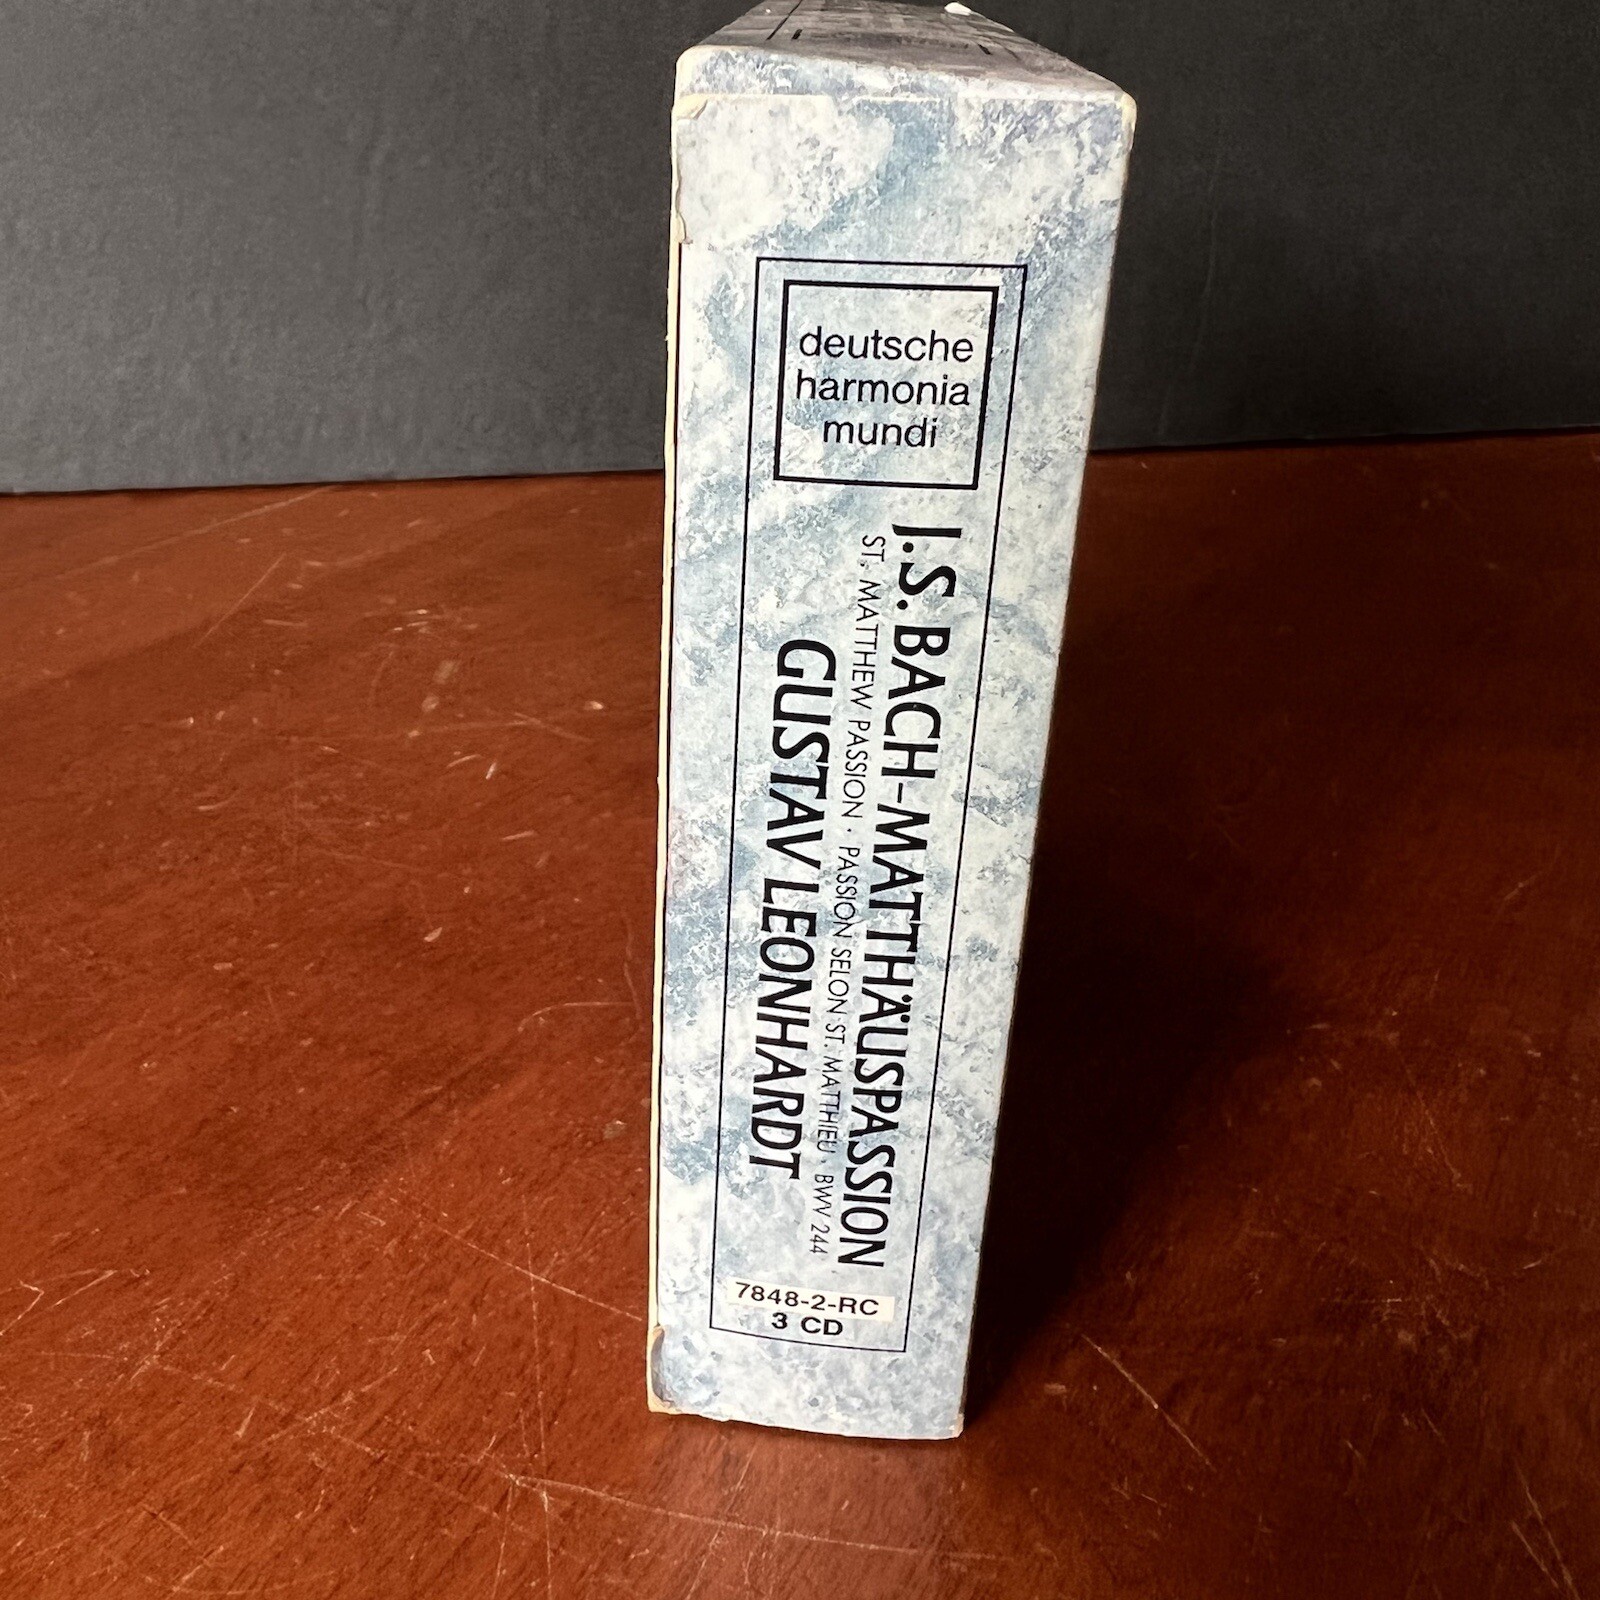 deutsche
harmonia
mundi
J.S. BACH-MATTHÄUSPASSION
ST. MATTHEW PASSION · PASSION SELON ST. MATTHIEU · BWV 244
GUSTAV LEONHARDT
7848-2-RC
3 CD